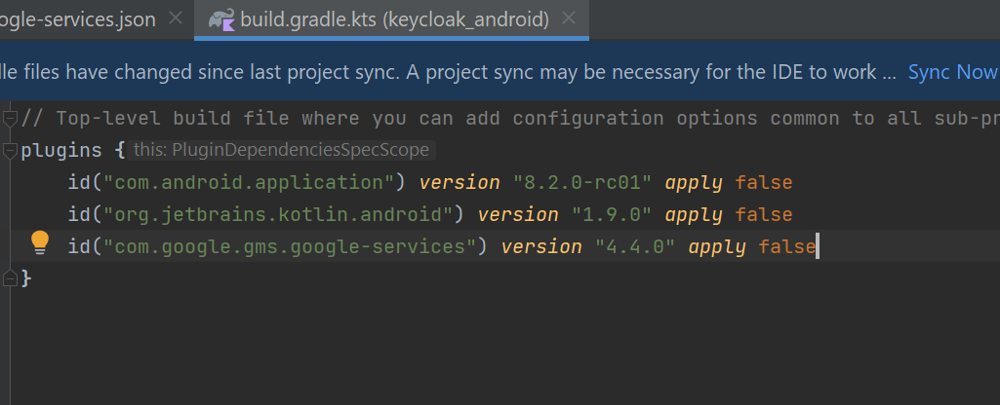 ogle-services.json
build.gradle.kts (keycloak_android)
lle files have changed since last project sync. A project sync may be necessary for the IDE to work ... Sync Now
// Top-level build file where you can add configuration options common to all sub-pr
plugins { this: PluginDependenciesSpecScope
id("com.android.application") version "8.2.0-rc01" apply false
id("org.jetbrains.kotlin.android") version "1.9.0" apply false
id("com.google.gms.google-services") version "4.4.0" apply false
}